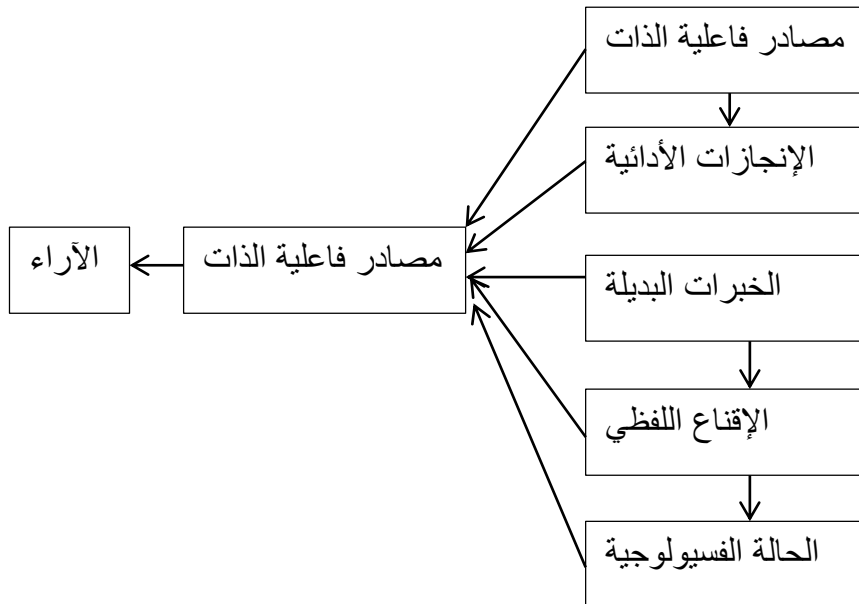 مصادر فاعلية الذات
الإنجازات الأدائية
الخبرات البديلة
الإقناع اللفظي
الحالة الفسيولوجية
مصادر فاعلية الذات
الآراء